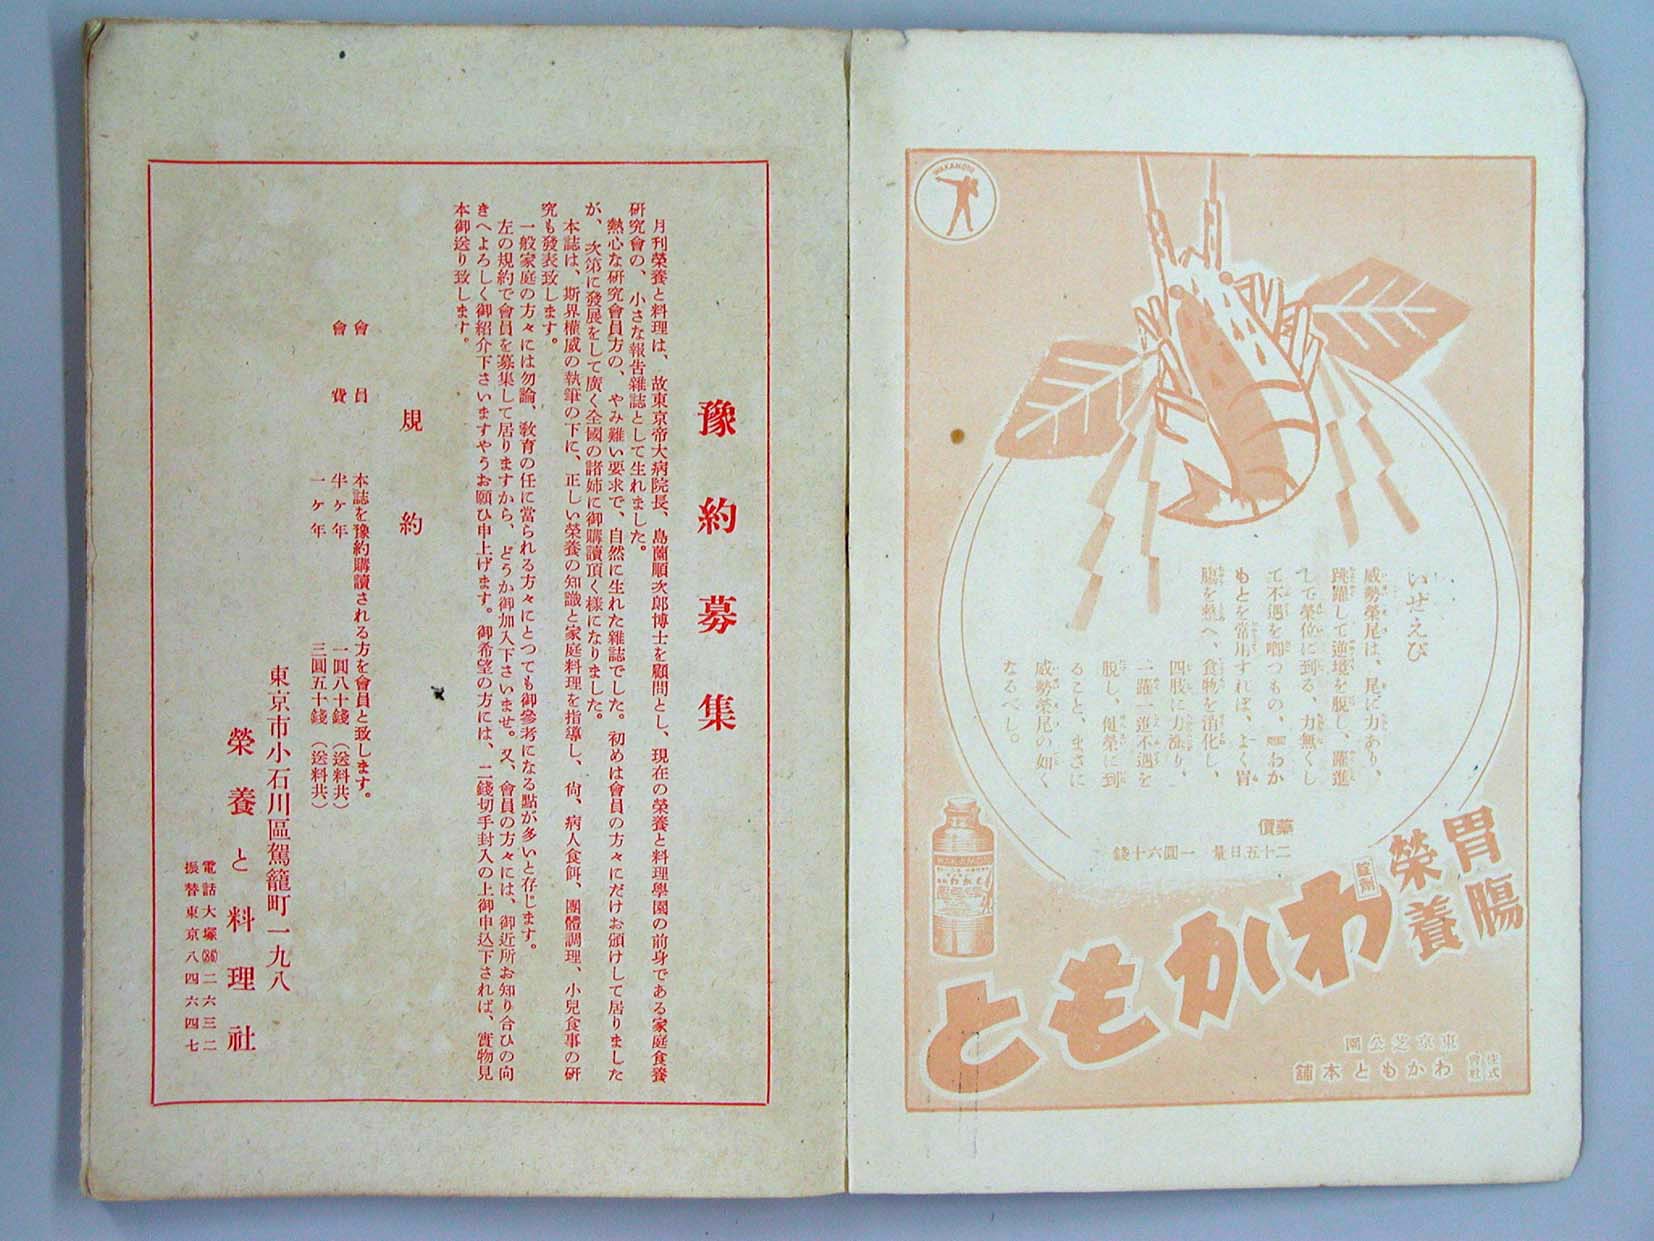 WAKAMOTO
いせえび
威勢榮尾は、尾に力あり、
跳躍して逆境を脱し、躍進
して榮位に到る、力無くし
て不遇を喞つもの、わか
もとを常用すれば、よく胃
腸を整へ、食物を消化し、
四肢に力漲り、
一躍一進不遇を
脱し、健榮に到
ること、まさに
威勢榮尾の如く
なるべし。
藥價
二十五日量 一圓六十錢
胃腸
榮養
錠劑
わかもと
東京芝公園
株式會社
わかもと本舖
豫約募集
月刊榮養と料理は、故東京帝大病院長、島薗順次郎博士を顧問とし、現在の榮養と料理學園の前身である家庭食養
研究會の、小さな報告雜誌として生れました。
熱心な研究會員方の、やみ難い要求で、自然に生れた雜誌でした。初めは會員の方々にだけお頒けして居りました
が、次第に發展をして廣く全國の諸姉に御購讀頂く樣になりました。
本誌は、斯界權威の執筆の下に、正しい榮養の知識と家庭料理を指導し、尙、病人食餌、團體調理、小兒食事の硏
究も發表致します。
一般家庭の方々には勿論、敎育の任に當られる方々にとつても御參考になる點が多いと存じます。
左の規約で會員を募集して居りますから、どうか御加入下さいませ。又、會員の方々には、御近所お知り合ひの向
きへよろしく御紹介下さいますやうお願ひ申上げます。御希望の方には、二錢切手封入の上御申込下されば、實物見
本御送り致します。
規約
會員 本誌を豫約購讀される方を會員と致します。
會費 半ケ年 一圓八十錢（送料共）
一ケ年 三圓五十錢（送料共）
東京市小石川區駕籠町一九八
榮養と料理社
電話大塚(86)二六三二
振替東京八四六四七